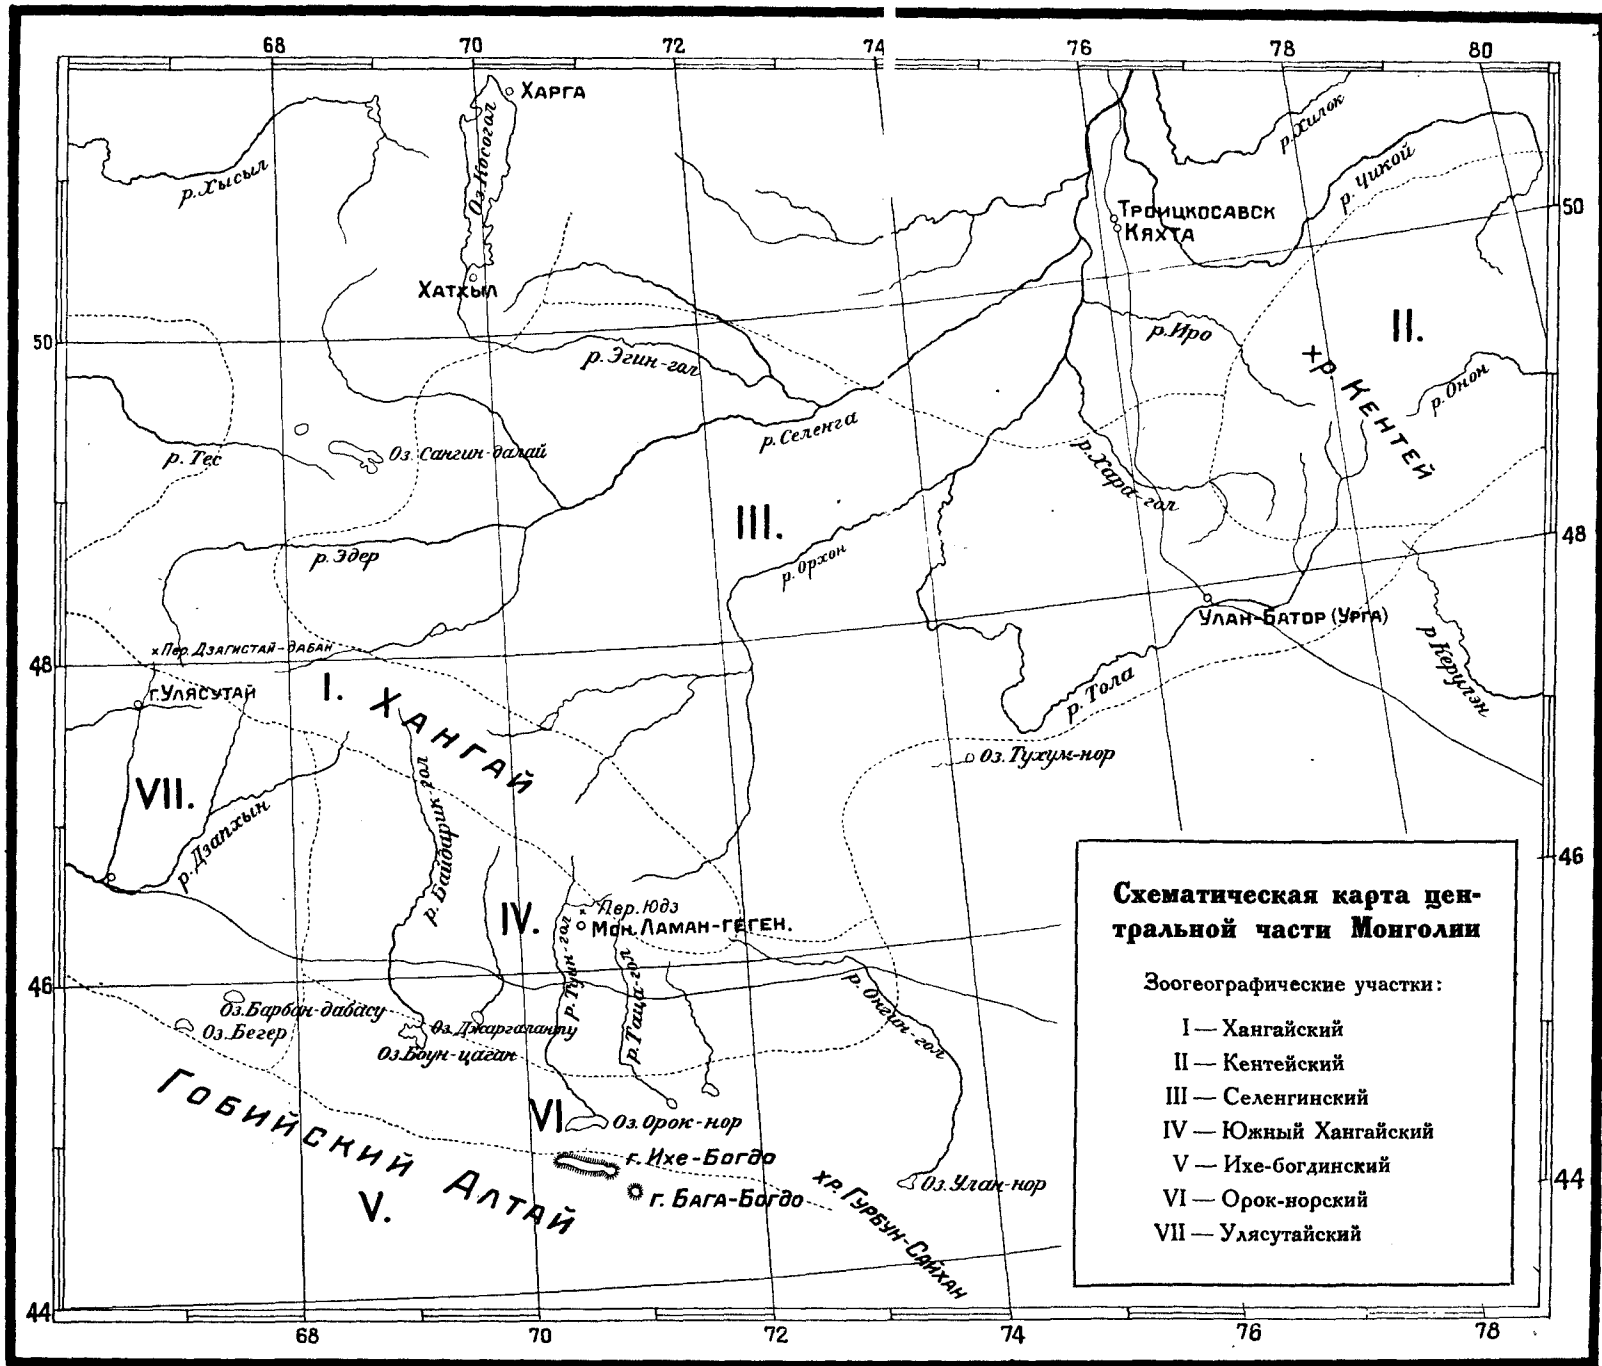 68 70 72 74 76 78 80
ХАРГА
Оз. Косогол
р. Хысыл
р. Хилок
р. Чикой
ТРОИЦКОСАВСК
КЯХТА
50
ХАТХЫЛ
50
р. Эгин-гол
р. Иро
II.
хр. КЕНТЕЙ
р. Онон
р. Селенга
р. Тес
Оз. Сангин-далай
р. Хара-гол
III.
48
р. Эдер
р. Орхон
УЛАН-БАТОР (УРГА)
р. Керулэн
× Пер. ДЗАГИСТАЙ-ДАБАН
48
г. УЛЯСУТАЙ
I. ХАНГАЙ
р. Тола
Оз. Тухум-нор
VII.
р. Дзапхын
р. Байдарик гол
46
IV.
Пер. Юдз
МОН. ЛАМАН-ГЕГЕН.
р. Туин-гол
р. Таца-гол
р. Онгин-гол
46
Оз. Барбан-дабасу
Оз. Бегер
Оз. Джаргаланту
Оз. Боун-цаган
ГОБИЙСКИЙ АЛТАЙ
VI
Оз. Орок-нор
г. Ихе-Богдо
г. БАГА-Богдо
V.
хр. ГУРБУН-САЙХАН
Оз. Улан-нор
44
44
68 70 72 74 76 78
Схематическая карта цен-
тральной части Монголии
Зоогеографические участки:
I — Хангайский
II — Кентейский
III — Селенгинский
IV — Южный Хангайский
V — Ихе-богдинский
VI — Орок-норский
VII — Улясутайский